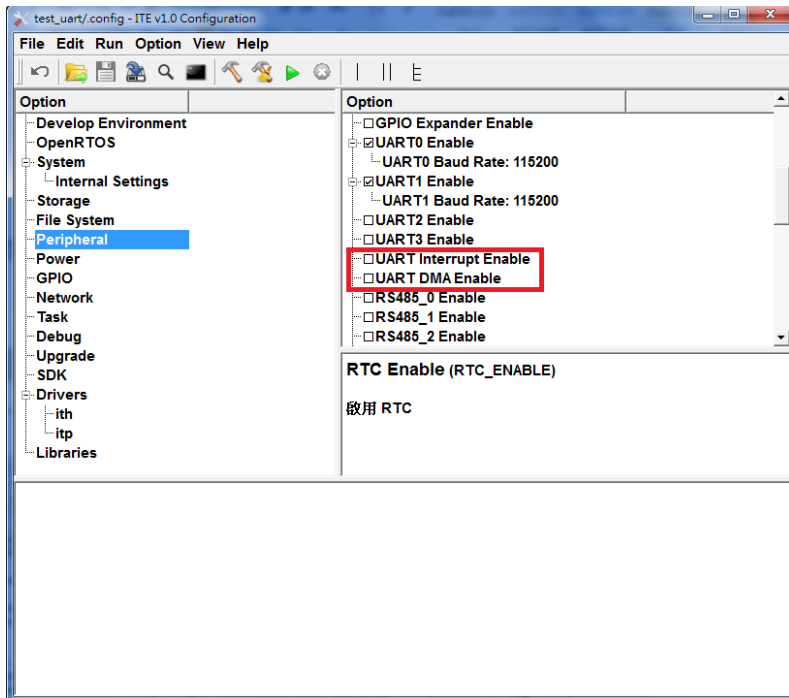 test_uart/.config - ITE v1.0 Configuration
File Edit Run Option View Help
Option
Develop Environment
OpenRTOS
System
Internal Settings
Storage
File System
Peripheral
Power
GPIO
Network
Task
Debug
Upgrade
SDK
Drivers
ith
itp
Libraries
Option
GPIO Expander Enable
UART0 Enable
UART0 Baud Rate: 115200
UART1 Enable
UART1 Baud Rate: 115200
UART2 Enable
UART3 Enable
UART Interrupt Enable
UART DMA Enable
RS485_0 Enable
RS485_1 Enable
RS485_2 Enable
RTC Enable (RTC_ENABLE)
啟用 RTC